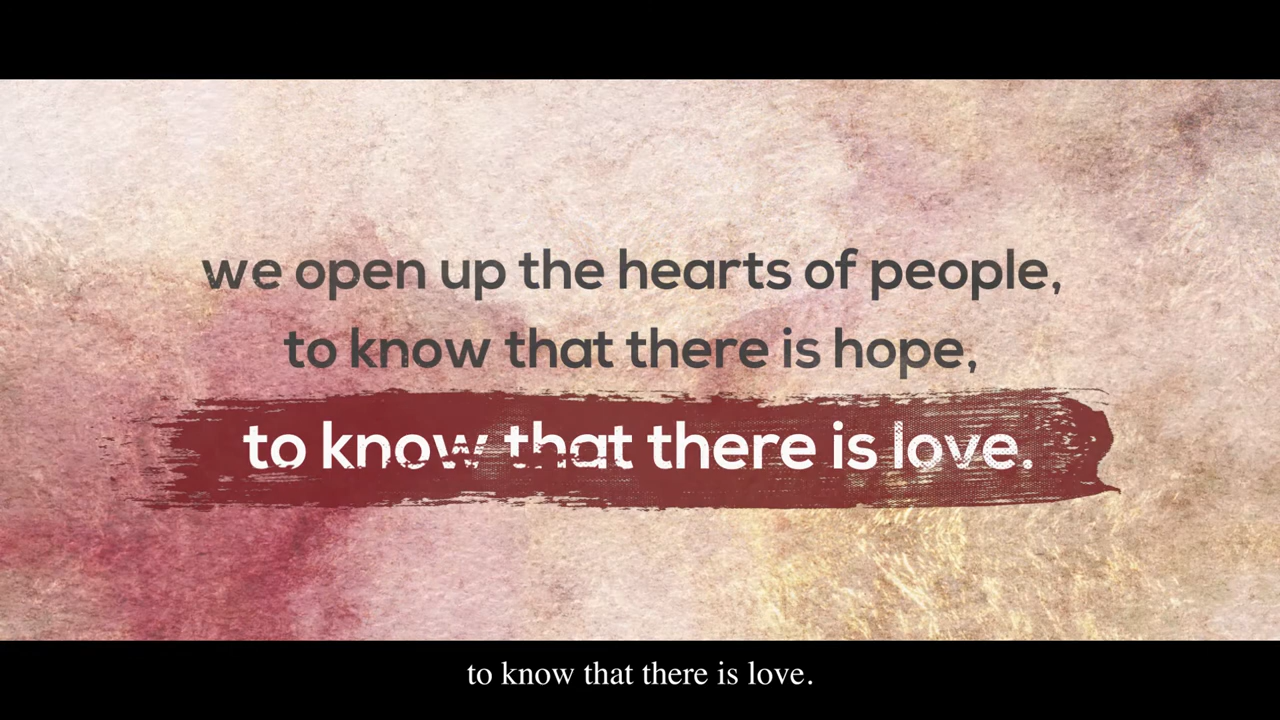 we open up the hearts of people,
to know that there is hope,
to know that there is love.
to know that there is love.